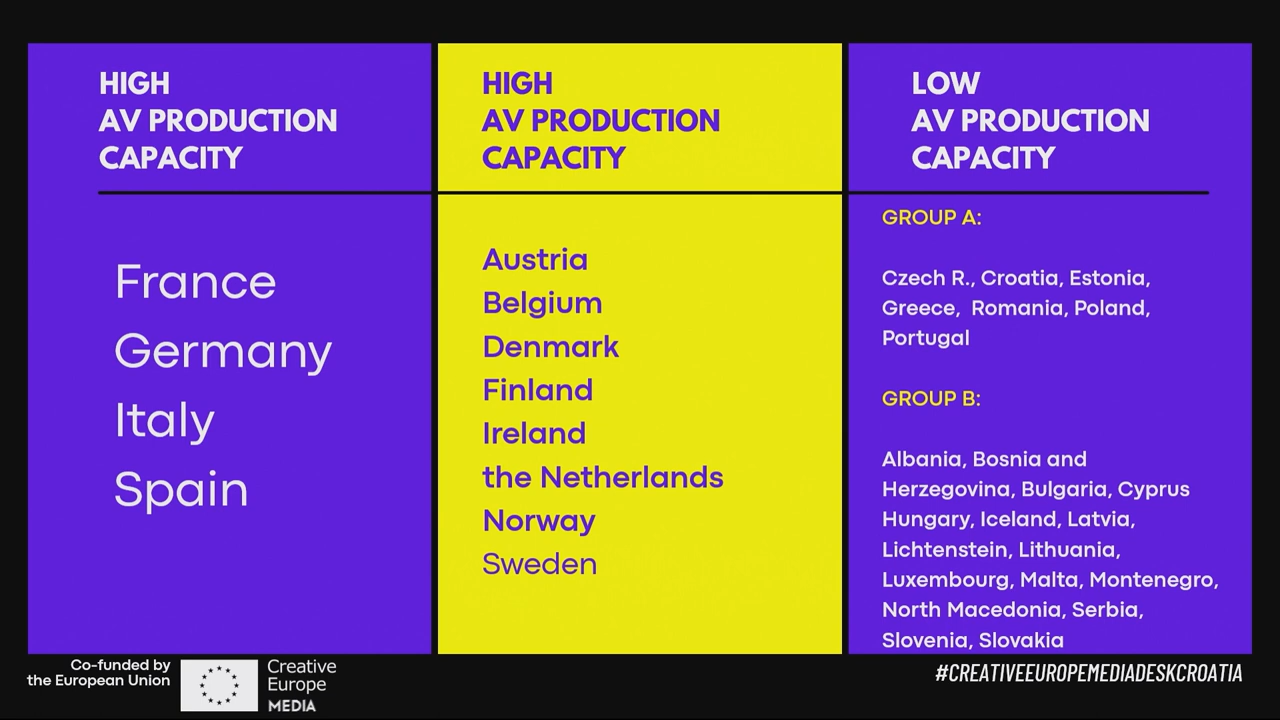 HIGH
AV PRODUCTION
CAPACITY
France
Germany
Italy
Spain
HIGH
AV PRODUCTION
CAPACITY
Austria
Belgium
Denmark
Finland
Ireland
the Netherlands
Norway
Sweden
LOW
AV PRODUCTION
CAPACITY
GROUP A:
Czech R., Croatia, Estonia,
Greece, Romania, Poland,
Portugal
GROUP B:
Albania, Bosnia and
Herzegovina, Bulgaria, Cyprus
Hungary, Iceland, Latvia,
Lichtenstein, Lithuania,
Luxembourg, Malta, Montenegro,
North Macedonia, Serbia,
Slovenia, Slovakia
Co-funded by
the European Union
Creative
Europe
MEDIA
#CREATIVEEUROPEMEDIADESKCROATIA